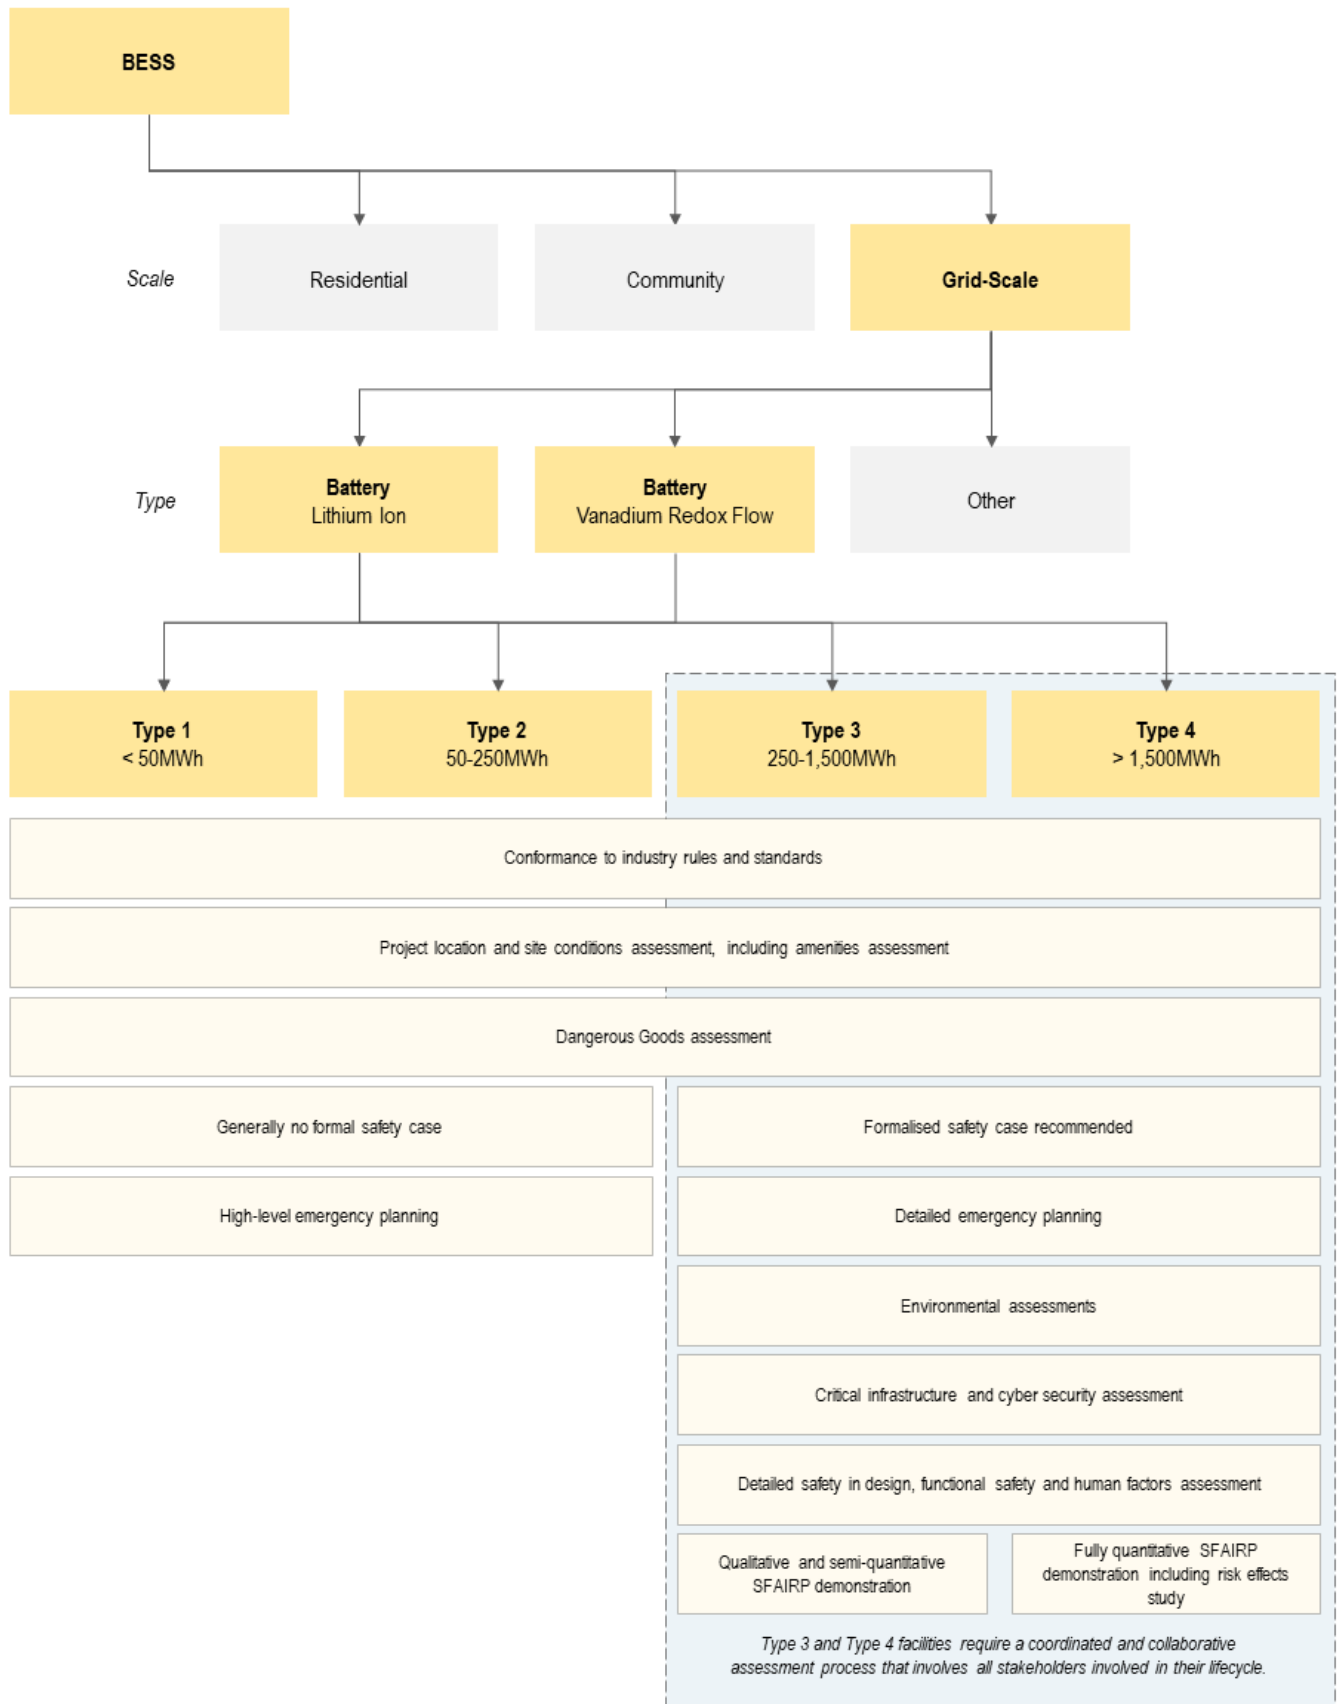 BESS
Scale
Residential
Community
Grid-Scale
Type
Battery
Lithium Ion
Battery
Vanadium Redox Flow
Other
Type 1
< 50MWh
Type 2
50-250MWh
Type 3
250-1,500MWh
Type 4
> 1,500MWh
Conformance to industry rules and standards
Project location and site conditions assessment, including amenities assessment
Dangerous Goods assessment
Generally no formal safety case
Formalised safety case recommended
High-level emergency planning
Detailed emergency planning
Environmental assessments
Critical infrastructure and cyber security assessment
Detailed safety in design, functional safety and human factors assessment
Qualitative and semi-quantitative
SFAIRP demonstration
Fully quantitative SFAIRP
demonstration including risk effects
study
Type 3 and Type 4 facilities require a coordinated and collaborative
assessment process that involves all stakeholders involved in their lifecycle.